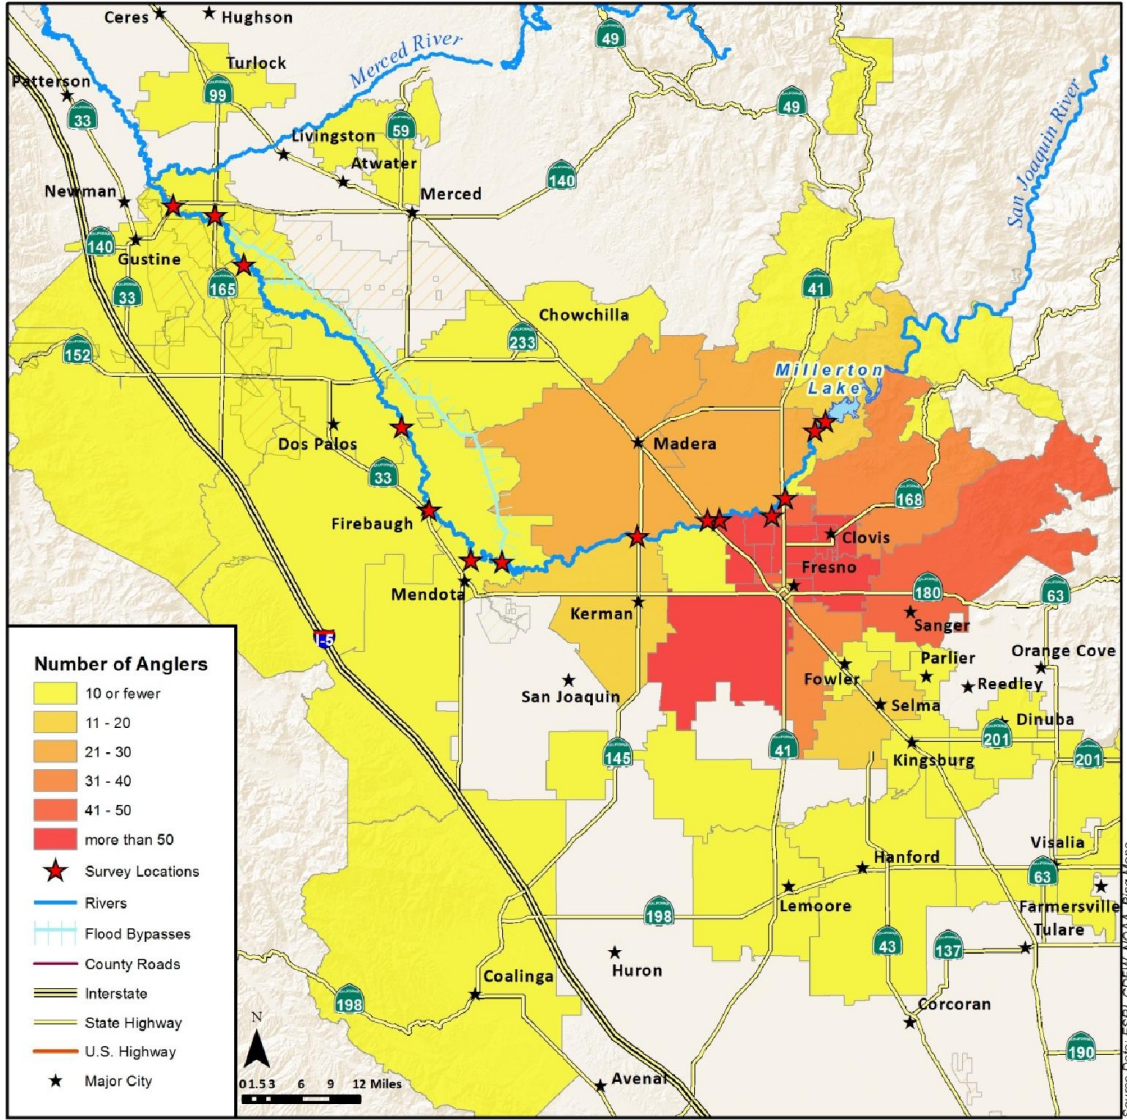 Ceres
Hughson
49
Merced River
Turlock
Patterson
99
33
49
San Joaquin River
Livingston
59
Atwater
140
Newman
Merced
140
Gustine
165
33
41
Chowchilla
233
152
Millerton
Lake
Dos Palos
Madera
33
168
Firebaugh
Clovis
Fresno
Mendota
180
63
Kerman
Sanger
I-5
Orange Cove
Parlier
Fowler
Reedley
San Joaquin
Selma
Dinuba
201
145
41
Kingsburg
201
Visalia
Hanford
63
Lemoore
198
Farmersville
Tulare
43
137
Huron
Coalinga
198
Corcoran
190
Avenal
Number of Anglers
10 or fewer
11 - 20
21 - 30
31 - 40
41 - 50
more than 50
Survey Locations
Rivers
Flood Bypasses
County Roads
Interstate
State Highway
U.S. Highway
Major City
N
0 1.5 3 6 9 12 Miles